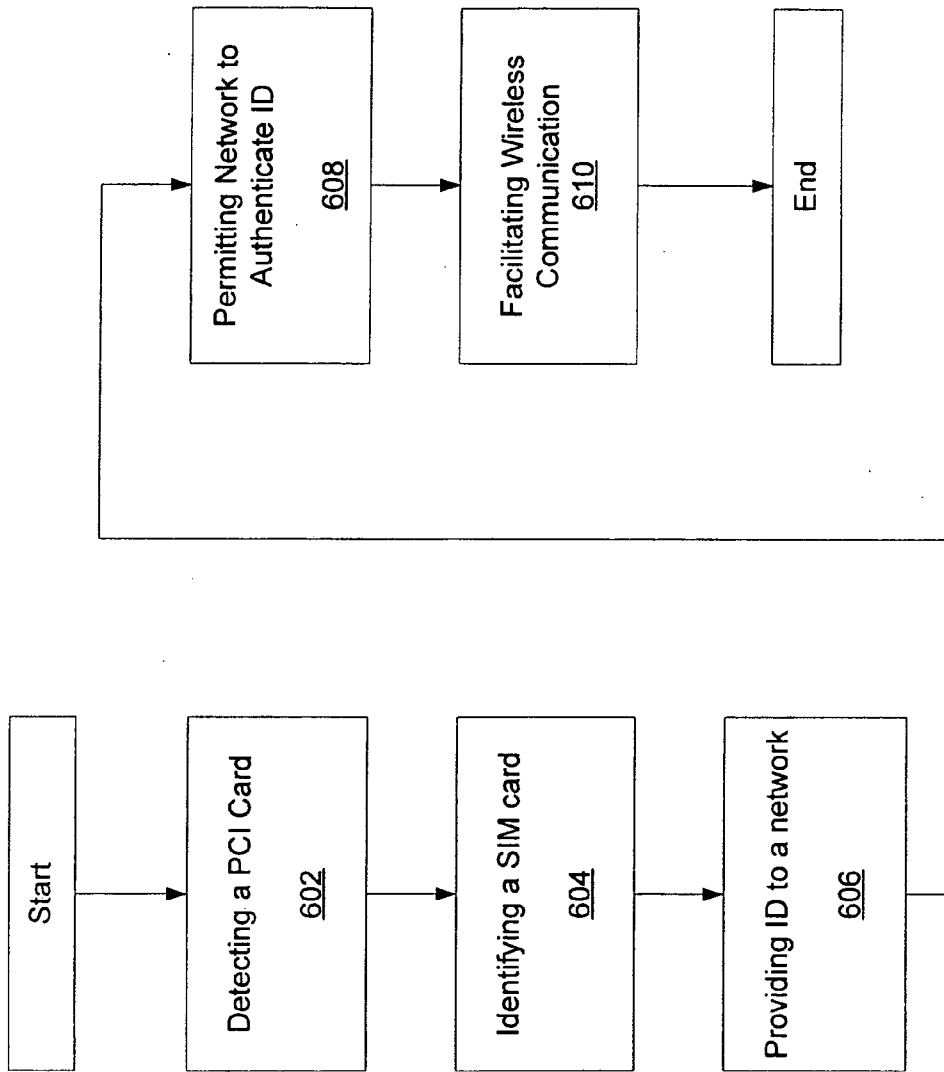 Start
Detecting a PCI Card
602
Identifying a SIM card
604
Providing ID to a network
606
Permitting Network to
Authenticate ID
608
Facilitating Wireless
Communication
610
End